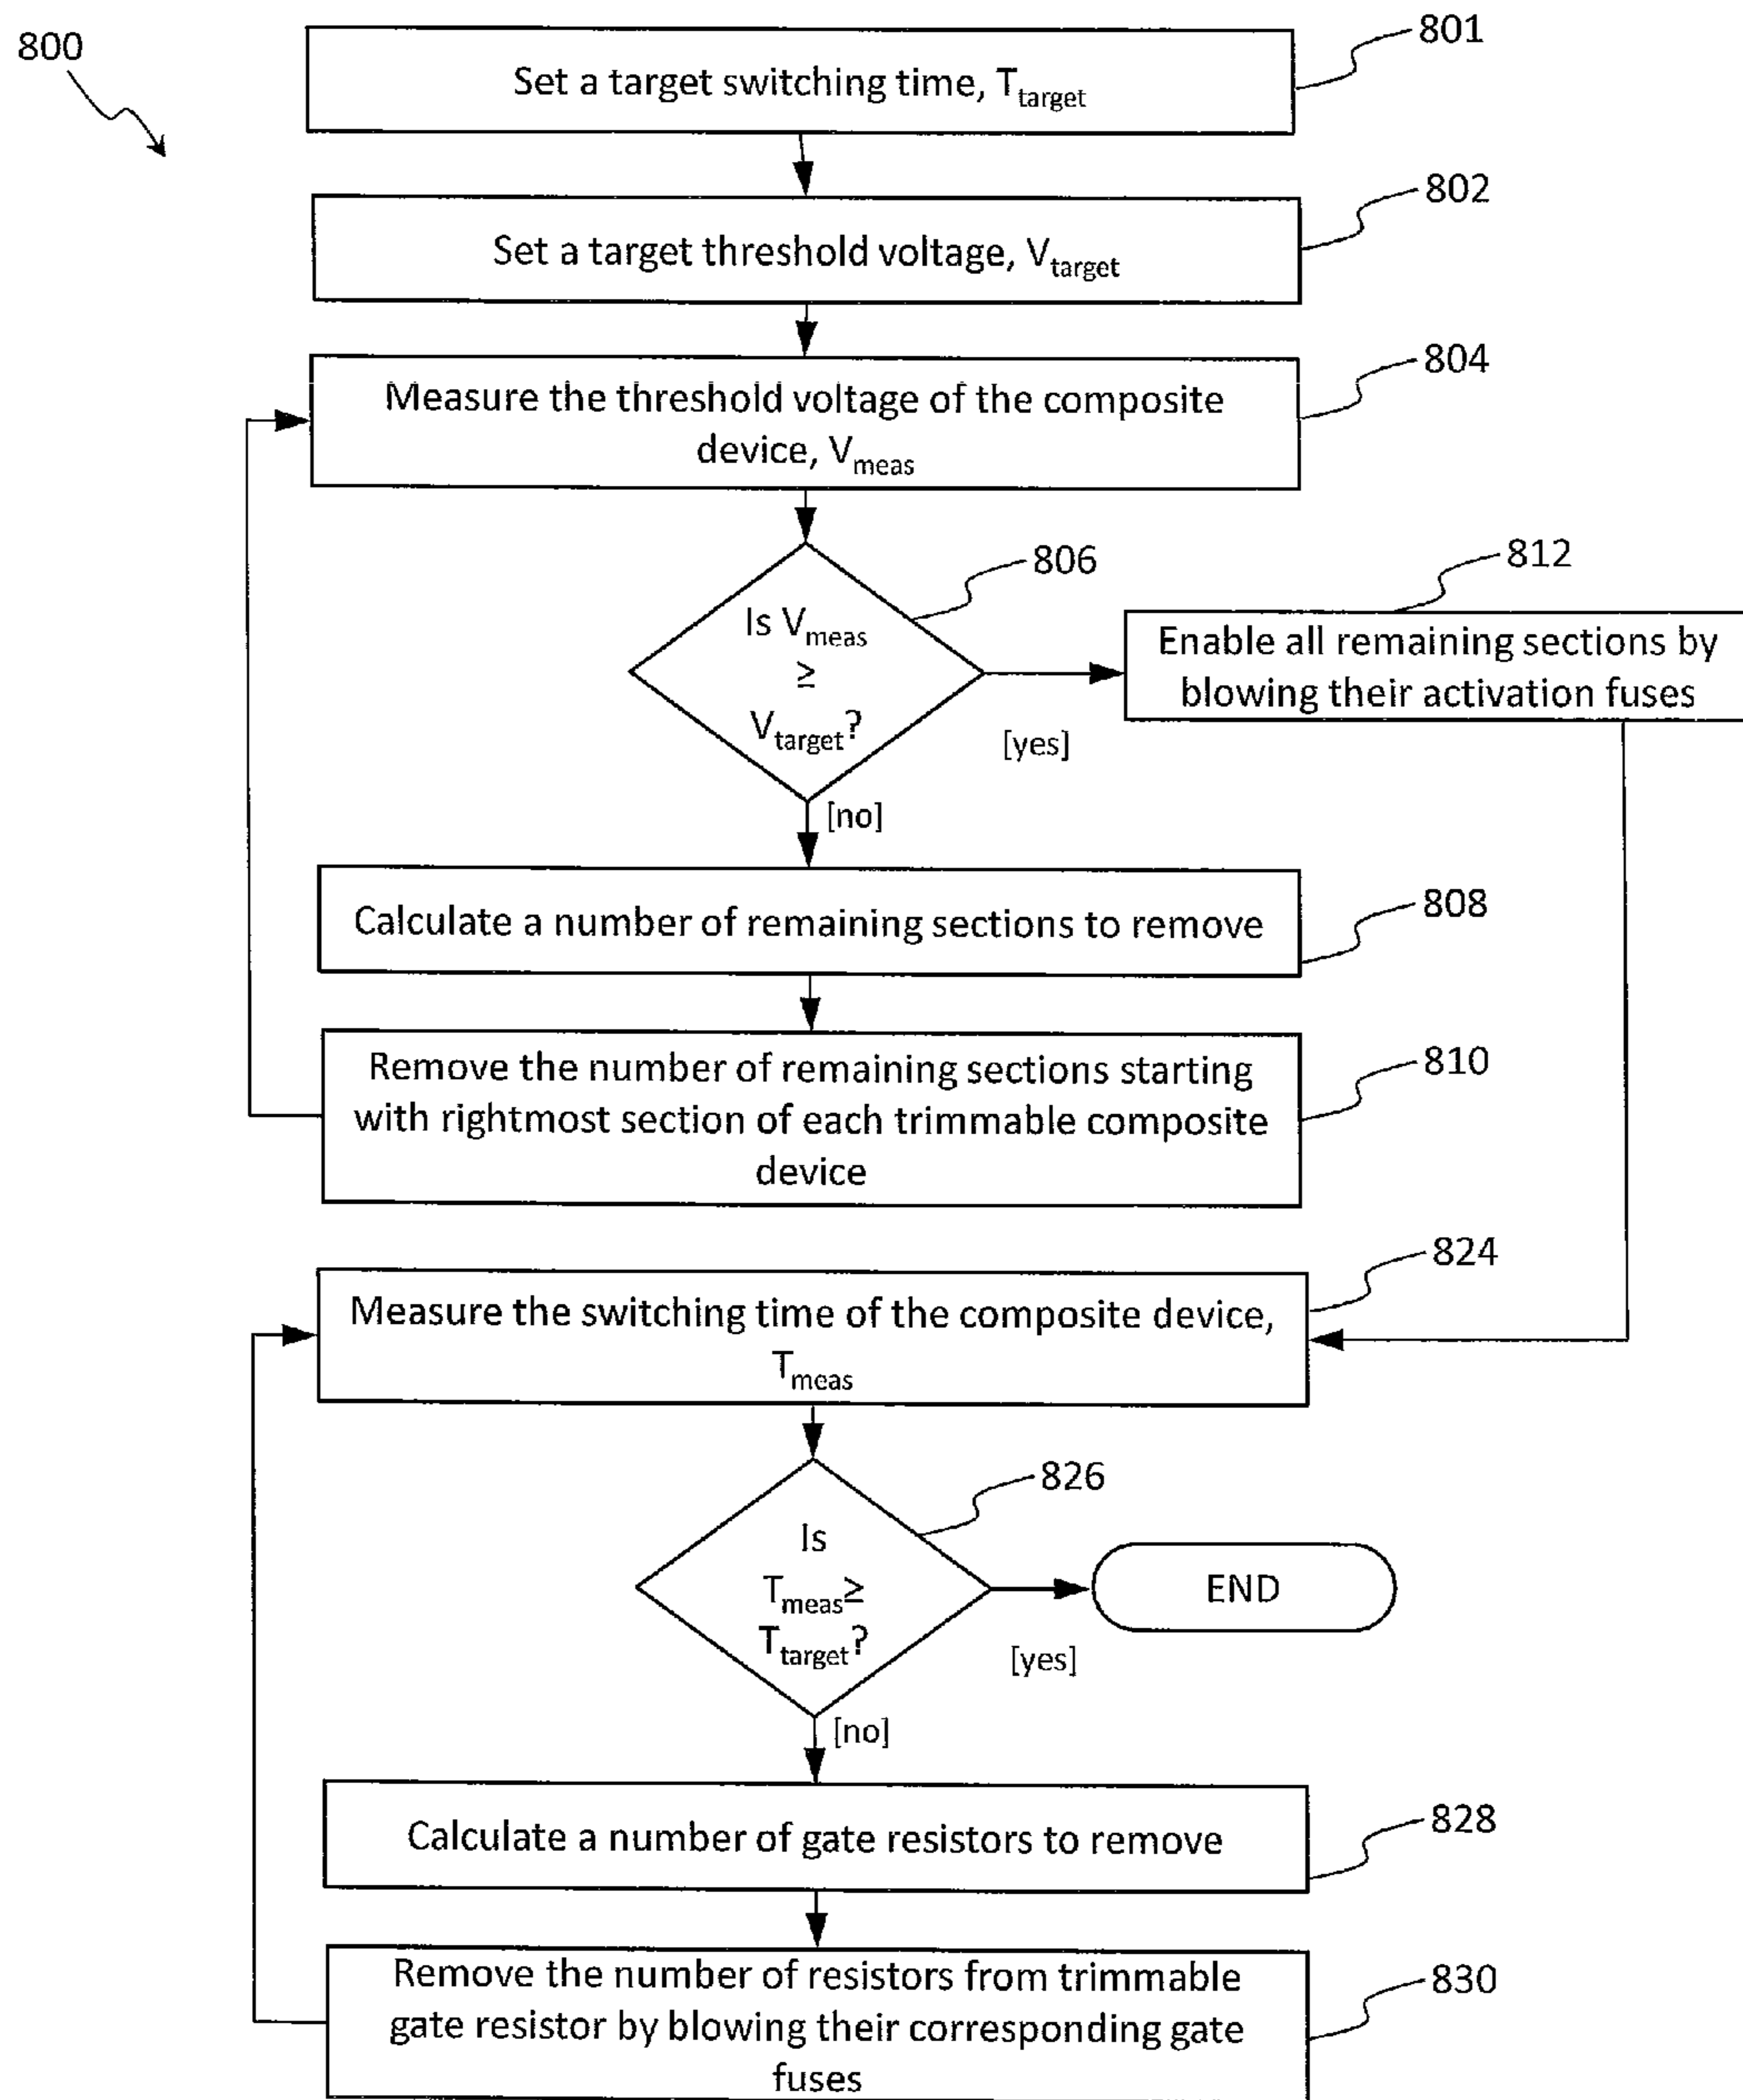 800
801
Set a target switching time, T_target
802
Set a target threshold voltage, V_target
804
Measure the threshold voltage of the composite
device, V_meas
806
Is V_meas
≥
V_target?
[yes]
[no]
812
Enable all remaining sections by
blowing their activation fuses
808
Calculate a number of remaining sections to remove
810
Remove the number of remaining sections starting
with rightmost section of each trimmable composite
device
824
Measure the switching time of the composite device,
T_meas
826
Is
T_meas≥
T_target?
[yes]
END
[no]
828
Calculate a number of gate resistors to remove
830
Remove the number of resistors from trimmable
gate resistor by blowing their corresponding gate
fuses